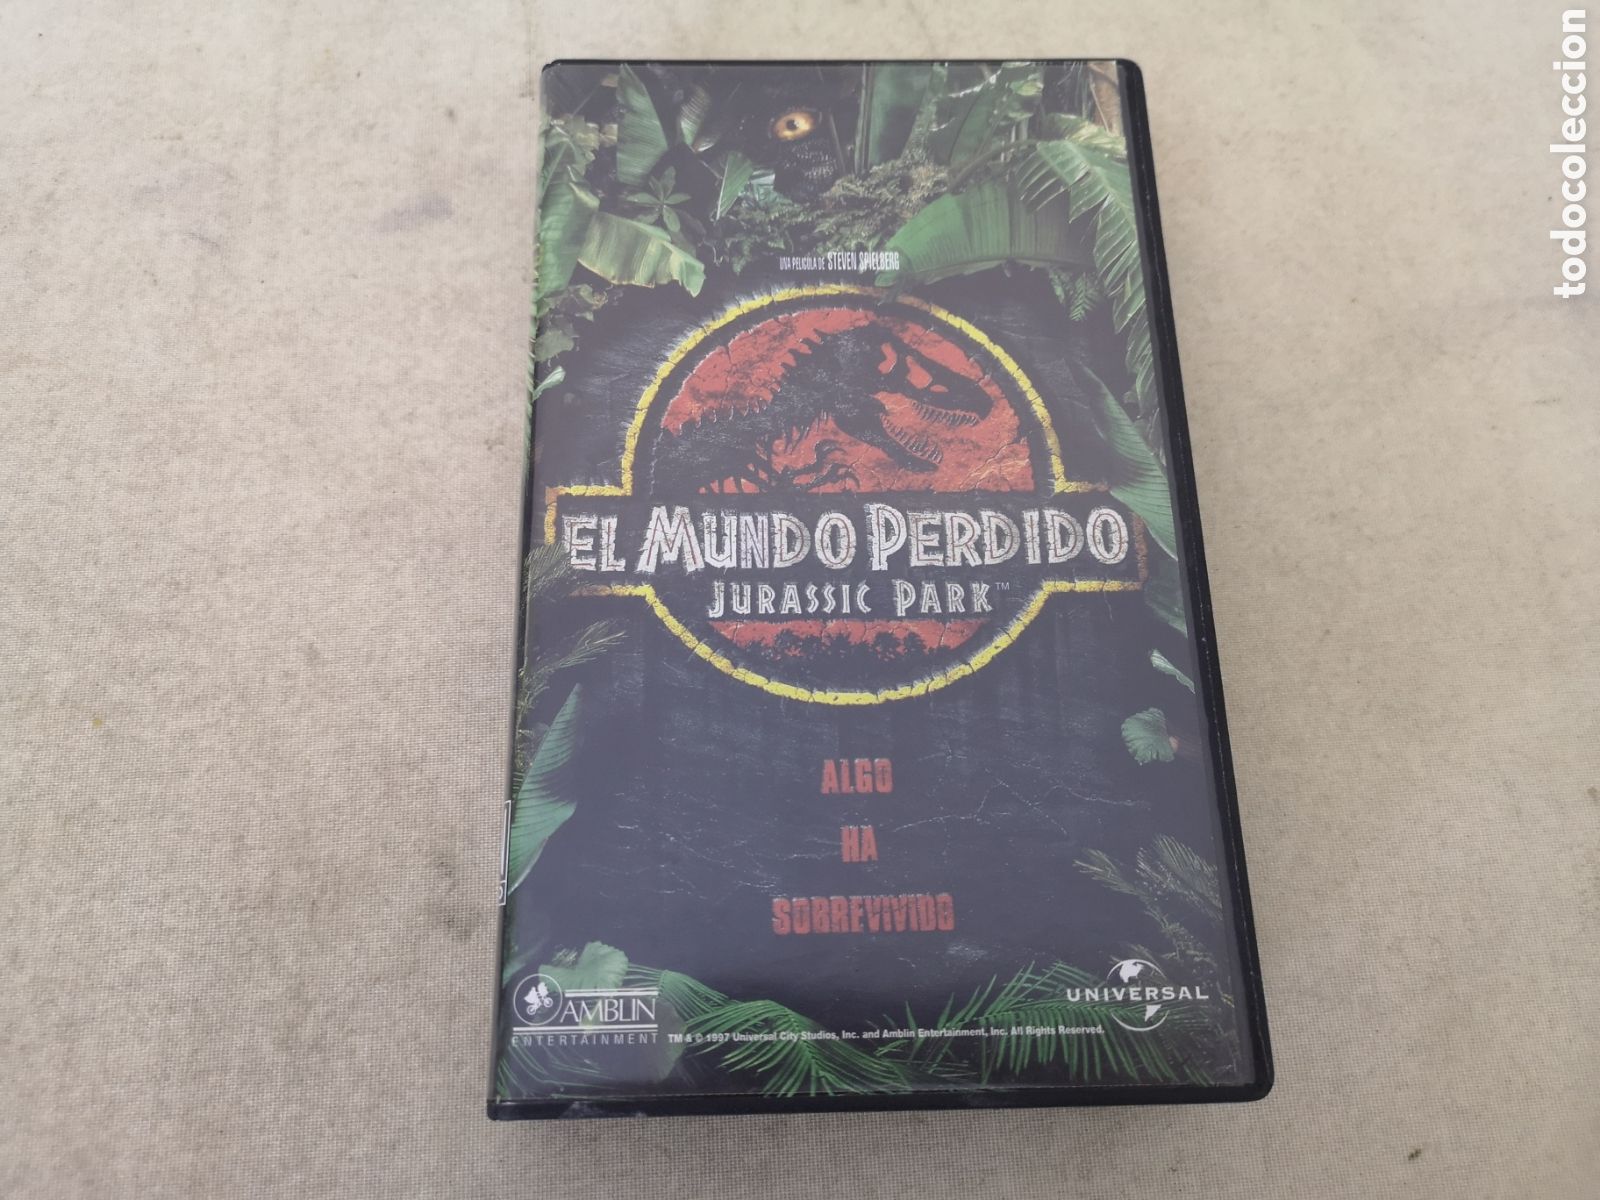 UNA PELICULA DE STEVEN SPIELBERG
EL MUNDO PERDIDO
JURASSIC PARK™
ALGO
HA
SOBREVIVIDO
AMBLIN
ENTERTAINMENT
TM & © 1997 Universal City Studios, Inc. and Amblin Entertainment, Inc. All Rights Reserved.
UNIVERSAL
todocoleccion